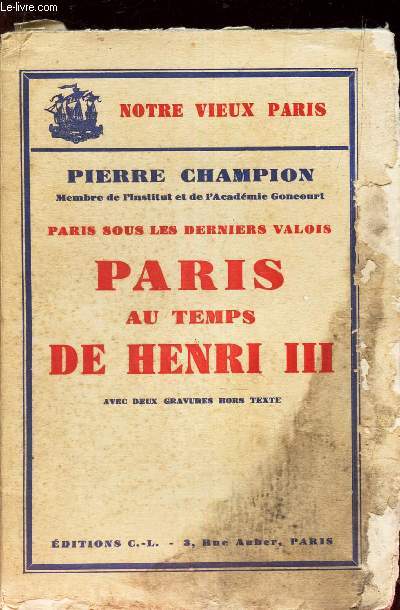 Le-livre.com
NOTRE VIEUX PARIS
PIERRE CHAMPION
Membre de l'Institut et de l'Académie Goncourt
PARIS SOUS LES DERNIERS VALOIS
PARIS
AU TEMPS
DE HENRI III
AVEC DEUX GRAVURES HORS TEXTE
ÉDITIONS C.-L. - 3, Rue Auber, PARIS